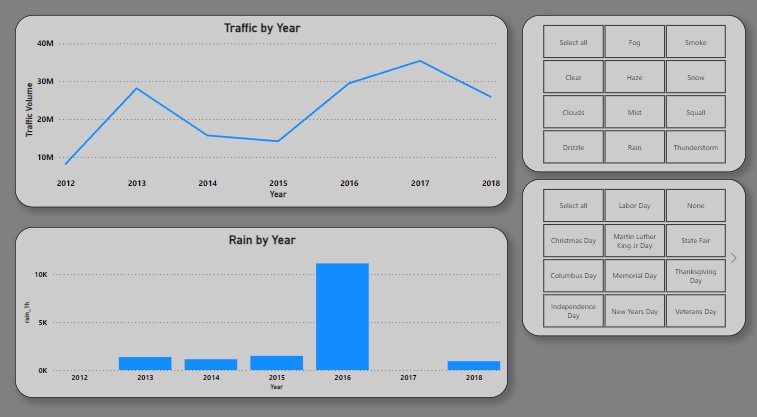 Traffic by Year
40M
30M
20M
10M
Traffic Volume
2012 2013 2014 2015 2016 2017 2018
Year
Rain by Year
10K
5K
0K
rain_1h
2012 2013 2014 2015 2016 2017 2018
Year
Select all Fog Smoke
Clear Haze Snow
Clouds Mist Squall
Drizzle Rain Thunderstorm
Select all Labor Day None
Christmas Day Martin Luther King Jr Day State Fair
Columbus Day Memorial Day Thanksgiving Day
Independence Day New Years Day Veterans Day